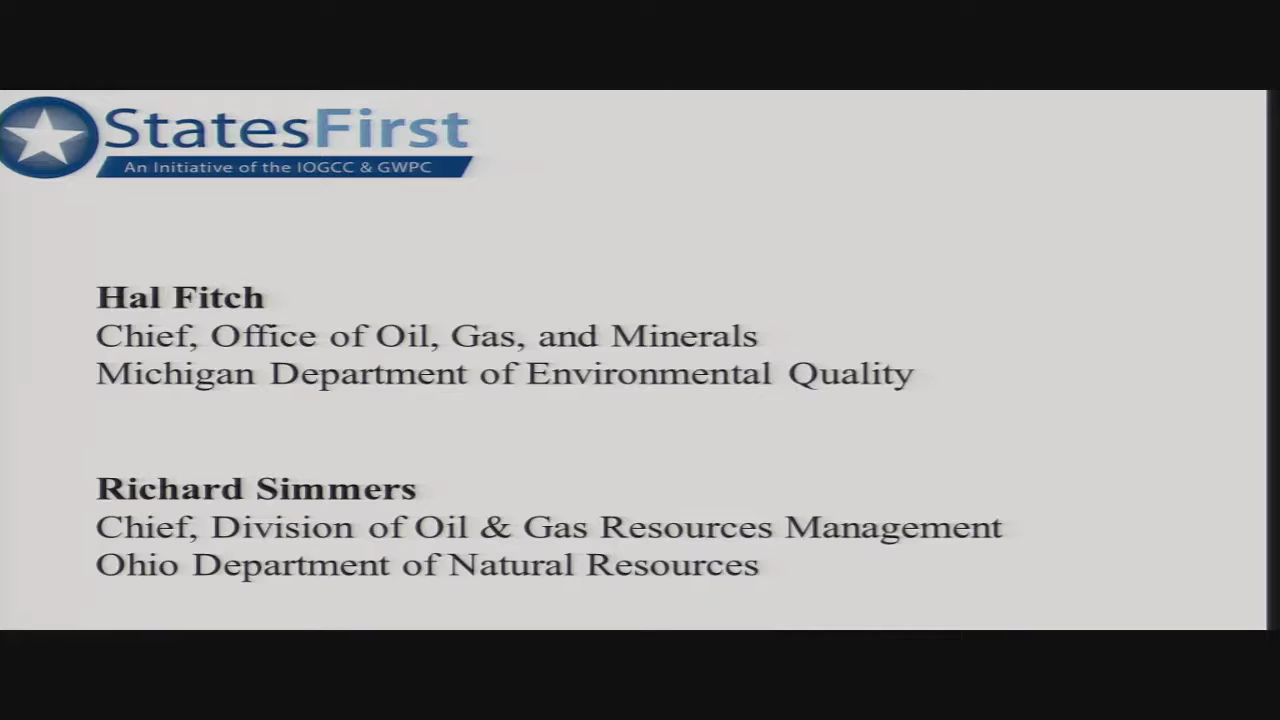 StatesFirst
An Initiative of the IOGCC & GWPC
Hal Fitch
Chief, Office of Oil, Gas, and Minerals
Michigan Department of Environmental Quality
Richard Simmers
Chief, Division of Oil & Gas Resources Management
Ohio Department of Natural Resources